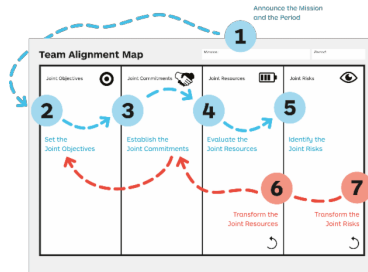 Announce the Mission
and the Period
1
Team Alignment Map
Mission
Period
Joint Objectives
Joint Commitments
Joint Resources
Joint Risks
2
3
4
5
Set the
Joint Objectives
Establish the
Joint Commitments
Evaluate the
Joint Resources
Identify the
Joint Risks
6
7
Transform the
Joint Resources
Transform the
Joint Risks